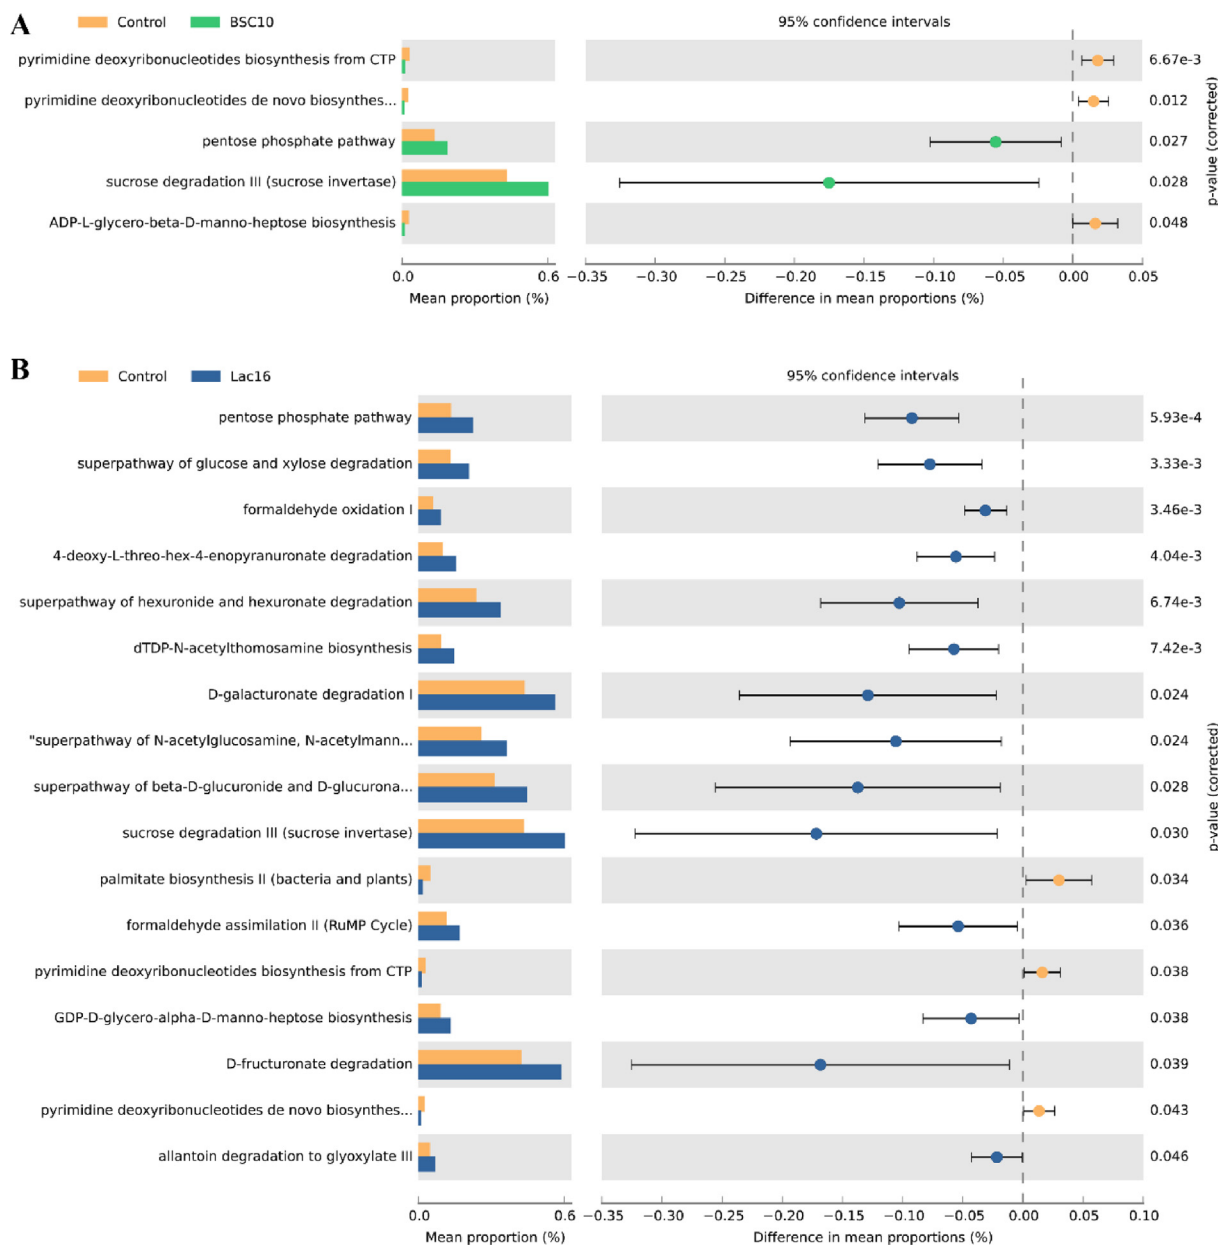 A
Control
BSC10
95% confidence intervals
pyrimidine deoxyribonucleotides biosynthesis from CTP
6.67e-3
pyrimidine deoxyribonucleotides de novo biosynthes...
0.012
pentose phosphate pathway
0.027
sucrose degradation III (sucrose invertase)
0.028
ADP-L-glycero-beta-D-manno-heptose biosynthesis
0.048
p-value (corrected)
0.0 0.6
−0.35 −0.30 −0.25 −0.20 −0.15 −0.10 −0.05 0.00 0.05
Mean proportion (%)
Difference in mean proportions (%)
B
Control
Lac16
95% confidence intervals
pentose phosphate pathway
5.93e-4
superpathway of glucose and xylose degradation
3.33e-3
formaldehyde oxidation I
3.46e-3
4-deoxy-L-threo-hex-4-enopyranuronate degradation
4.04e-3
superpathway of hexuronide and hexuronate degradation
6.74e-3
dTDP-N-acetylthomosamine biosynthesis
7.42e-3
D-galacturonate degradation I
0.024
"superpathway of N-acetylglucosamine, N-acetylmann...
0.024
superpathway of beta-D-glucuronide and D-glucurona...
0.028
sucrose degradation III (sucrose invertase)
0.030
palmitate biosynthesis II (bacteria and plants)
0.034
formaldehyde assimilation II (RuMP Cycle)
0.036
pyrimidine deoxyribonucleotides biosynthesis from CTP
0.038
GDP-D-glycero-alpha-D-manno-heptose biosynthesis
0.038
D-fructuronate degradation
0.039
pyrimidine deoxyribonucleotides de novo biosynthes...
0.043
allantoin degradation to glyoxylate III
0.046
p-value (corrected)
0.0 0.6
−0.35 −0.30 −0.25 −0.20 −0.15 −0.10 −0.05 0.00 0.05 0.10
Mean proportion (%)
Difference in mean proportions (%)